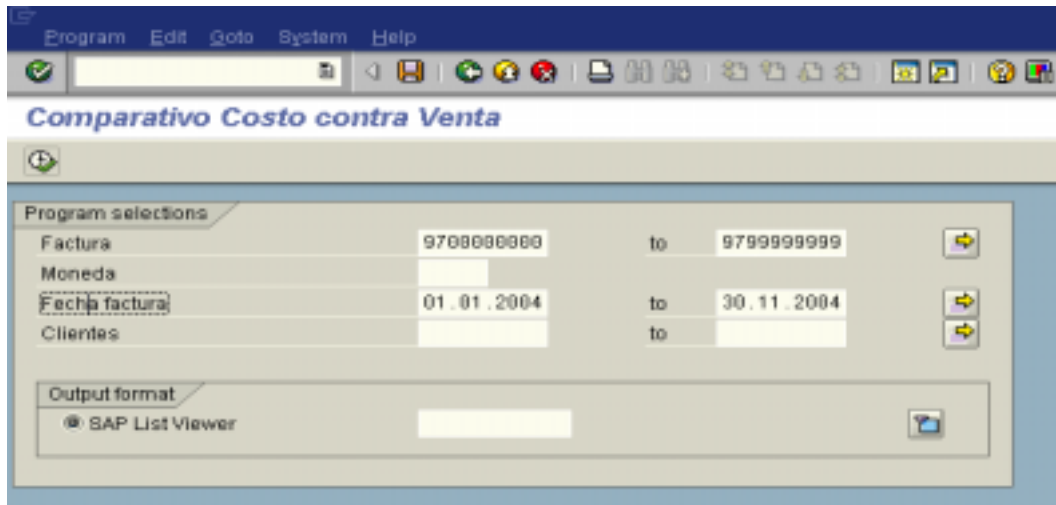 Program Edit Goto System Help
Comparativo Costo contra Venta
Program selections
Factura 9700000000 to 9799999999
Moneda
Fecha factura 01.01.2004 to 30.11.2004
Clientes to
Output format
SAP List Viewer